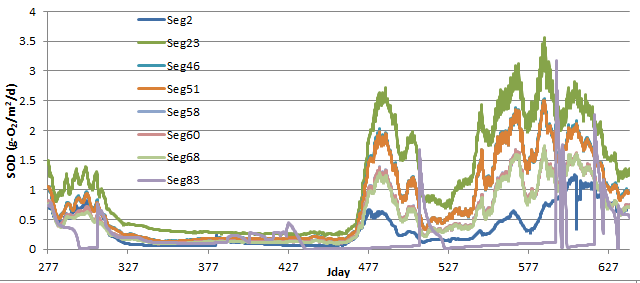 4
3.5
3
2.5
2
1.5
1
0.5
0
SOD (g-O₂/m²/d)
Seg2
Seg23
Seg46
Seg51
Seg58
Seg60
Seg68
Seg83
277 327 377 427 477 527 577 627
Jday